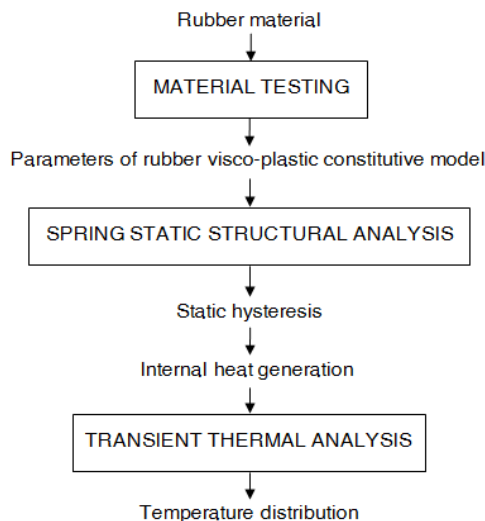 Rubber material
MATERIAL TESTING
Parameters of rubber visco-plastic constitutive model
SPRING STATIC STRUCTURAL ANALYSIS
Static hysteresis
Internal heat generation
TRANSIENT THERMAL ANALYSIS
Temperature distribution